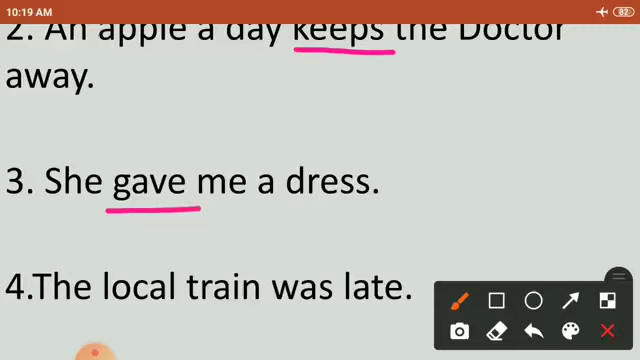 10:19 AM
82
2. An apple a day keeps the Doctor
away.
3. She gave me a dress.
4.The local train was late.